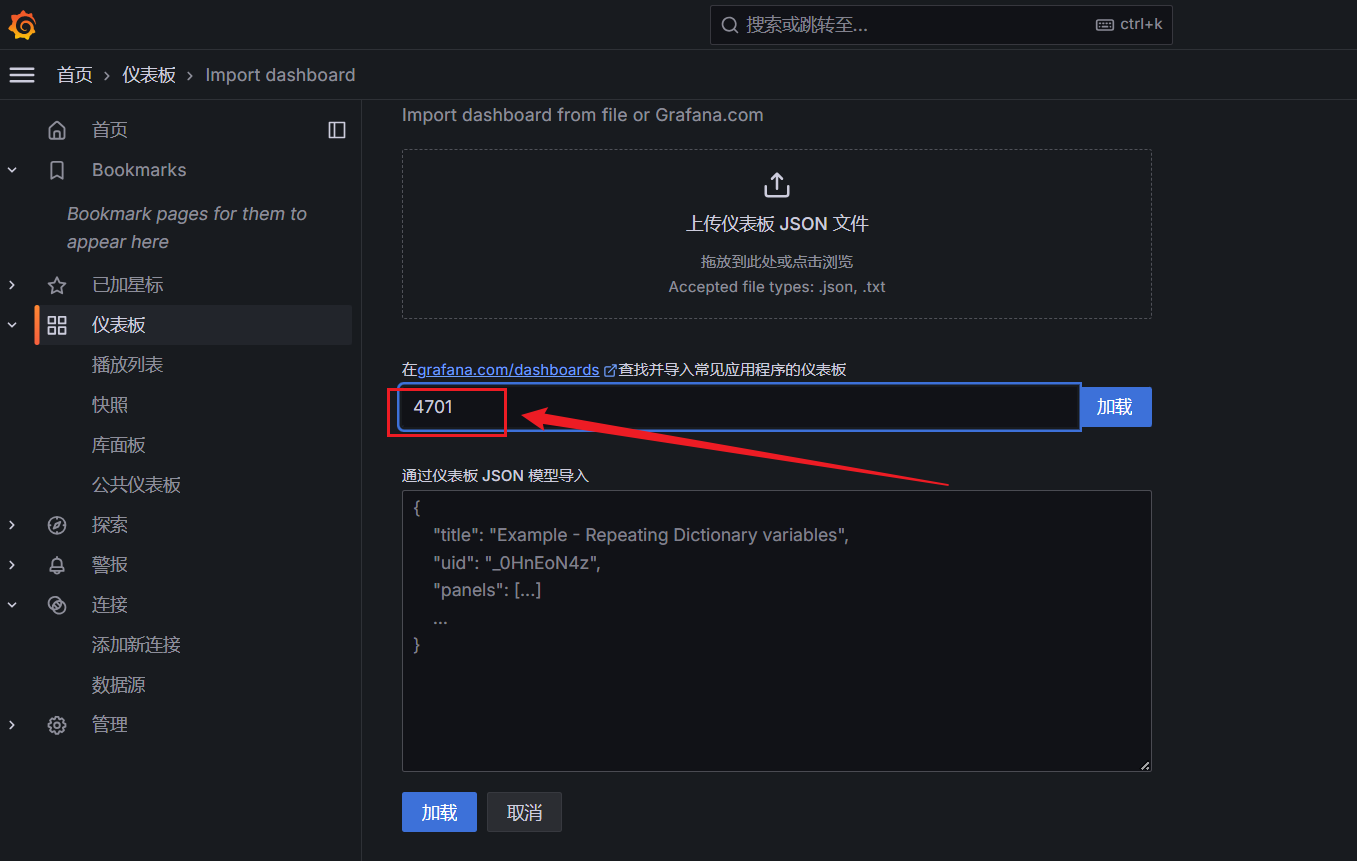 搜索或跳转至... ctrl+k
首页 › 仪表板 › Import dashboard
首页
Bookmarks
Bookmark pages for them to
appear here
已加星标
仪表板
播放列表
快照
库面板
公共仪表板
探索
警报
连接
添加新连接
数据源
管理
Import dashboard from file or Grafana.com
上传仪表板 JSON 文件
拖放到此处或点击浏览
Accepted file types: .json, .txt
在grafana.com/dashboards查找并导入常见应用程序的仪表板
4701 加载
通过仪表板 JSON 模型导入
{
"title": "Example - Repeating Dictionary variables",
"uid": "_0HnEoN4z",
"panels": [...]
...
}
加载 取消